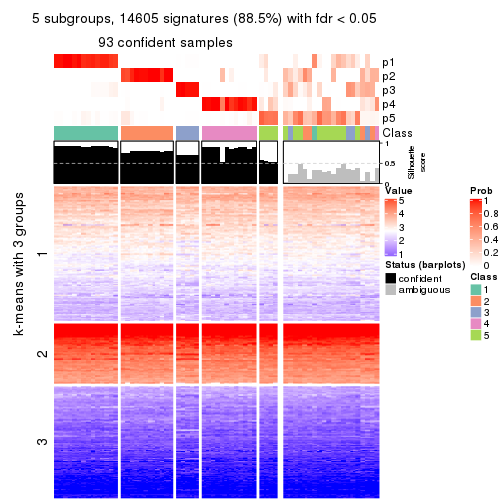 5 subgroups, 14605 signatures (88.5%) with fdr < 0.05
93 confident samples
p1
p2
p3
p4
p5
Class
1
0.5
0
Silhouette
score
k-means with 3 groups
1
2
3
Value
5
4
3
2
1
Status (barplots)
confident
ambiguous
Prob
1
0.8
0.6
0.4
0.2
0
Class
1
2
3
4
5